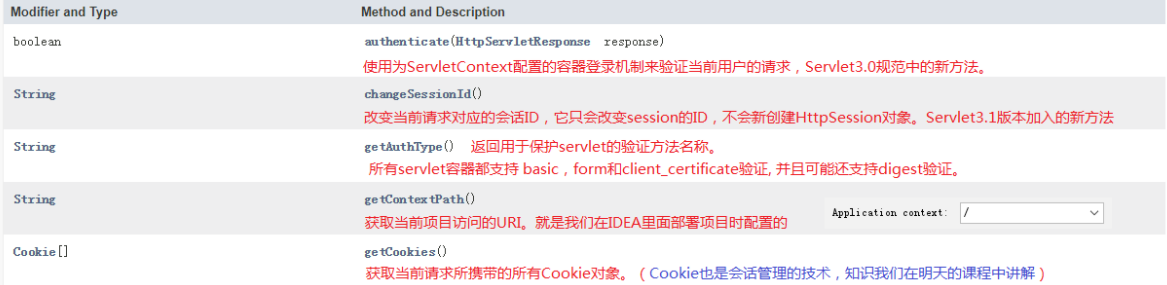 Modifier and Type Method and Description
boolean authenticate(HttpServletResponse response)
使用为ServletContext配置的容器登录机制来验证当前用户的请求，Servlet3.0规范中的新方法。
String changeSessionId()
改变当前请求对应的会话ID，它只会改变session的ID，不会新创建HttpSession对象。Servlet3.1版本加入的新方法
String getAuthType() 返回用于保护servlet的验证方法名称。
所有servlet容器都支持 basic，form和client_certificate验证, 并且可能还支持digest验证。
String getContextPath()
获取当前项目访问的URI。就是我们在IDEA里面部署项目时配置的 Application context: /
Cookie[] getCookies()
获取当前请求所携带的所有Cookie对象。（Cookie也是会话管理的技术，知识我们在明天的课程中讲解）